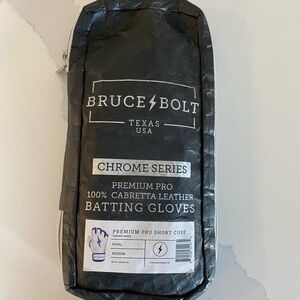 BRUCE BOLT
TEXAS
USA
CHROME SERIES
PREMIUM PRO
100% CABRETTA LEATHER
BATTING GLOVES
PREMIUM PRO SHORT CUFF
ROYAL
MEDIUM